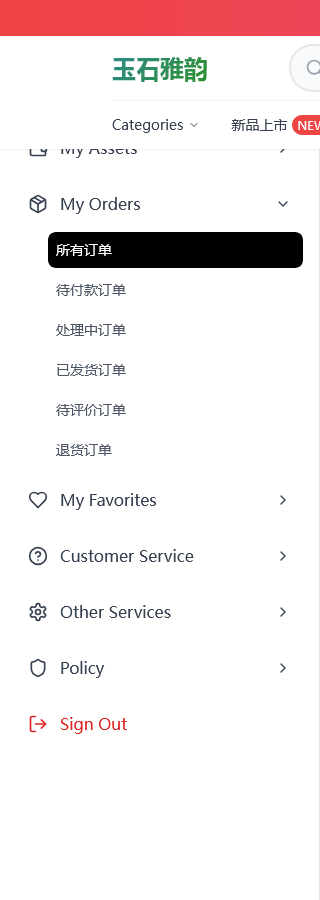 玉石雅韵
Categories
新品上市
NEW
My Assets
My Orders
所有订单
待付款订单
处理中订单
已发货订单
待评价订单
退货订单
My Favorites
Customer Service
Other Services
Policy
Sign Out